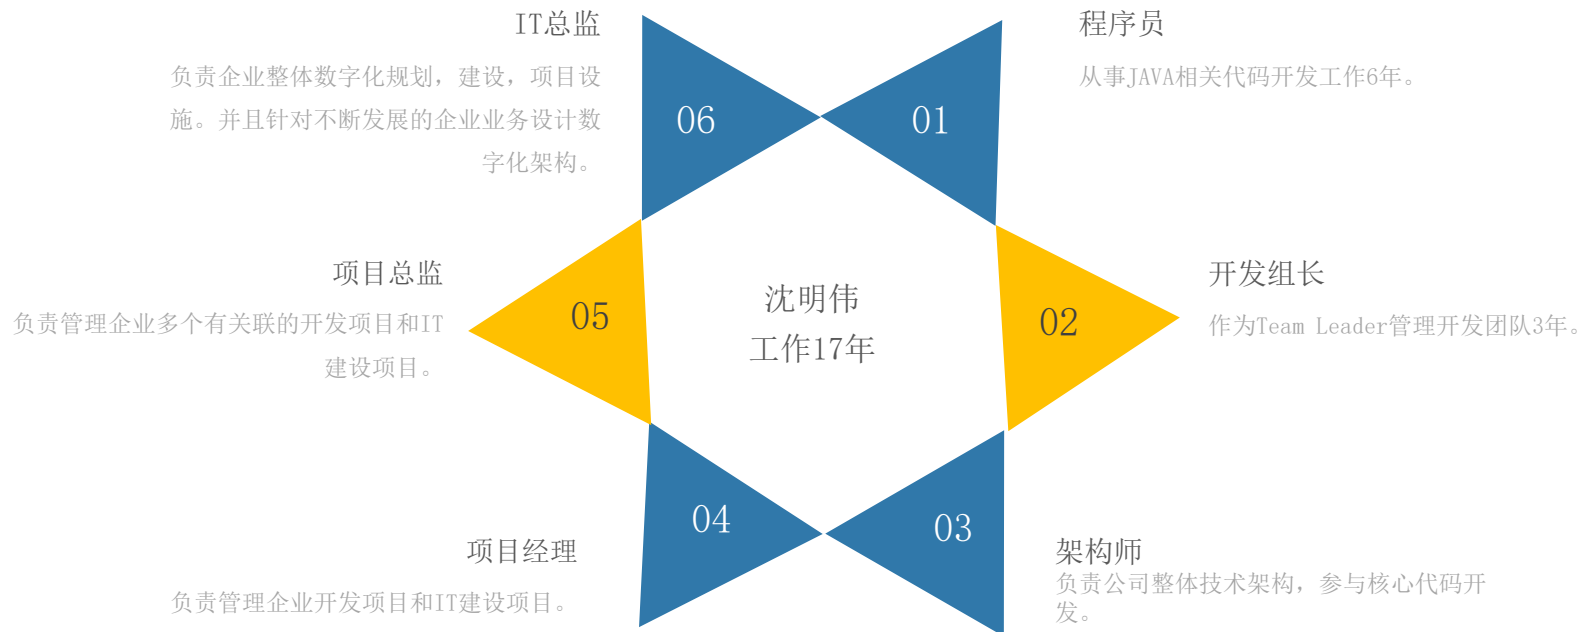 IT总监
负责企业整体数字化规划，建设，项目设
施。并且针对不断发展的企业业务设计数
字化架构。
06
01
程序员
从事JAVA相关代码开发工作6年。
项目总监
负责管理企业多个有关联的开发项目和IT
建设项目。
05
沈明伟
工作17年
02
开发组长
作为Team Leader管理开发团队3年。
项目经理
负责管理企业开发项目和IT建设项目。
04
03
架构师
负责公司整体技术架构，参与核心代码开
发。